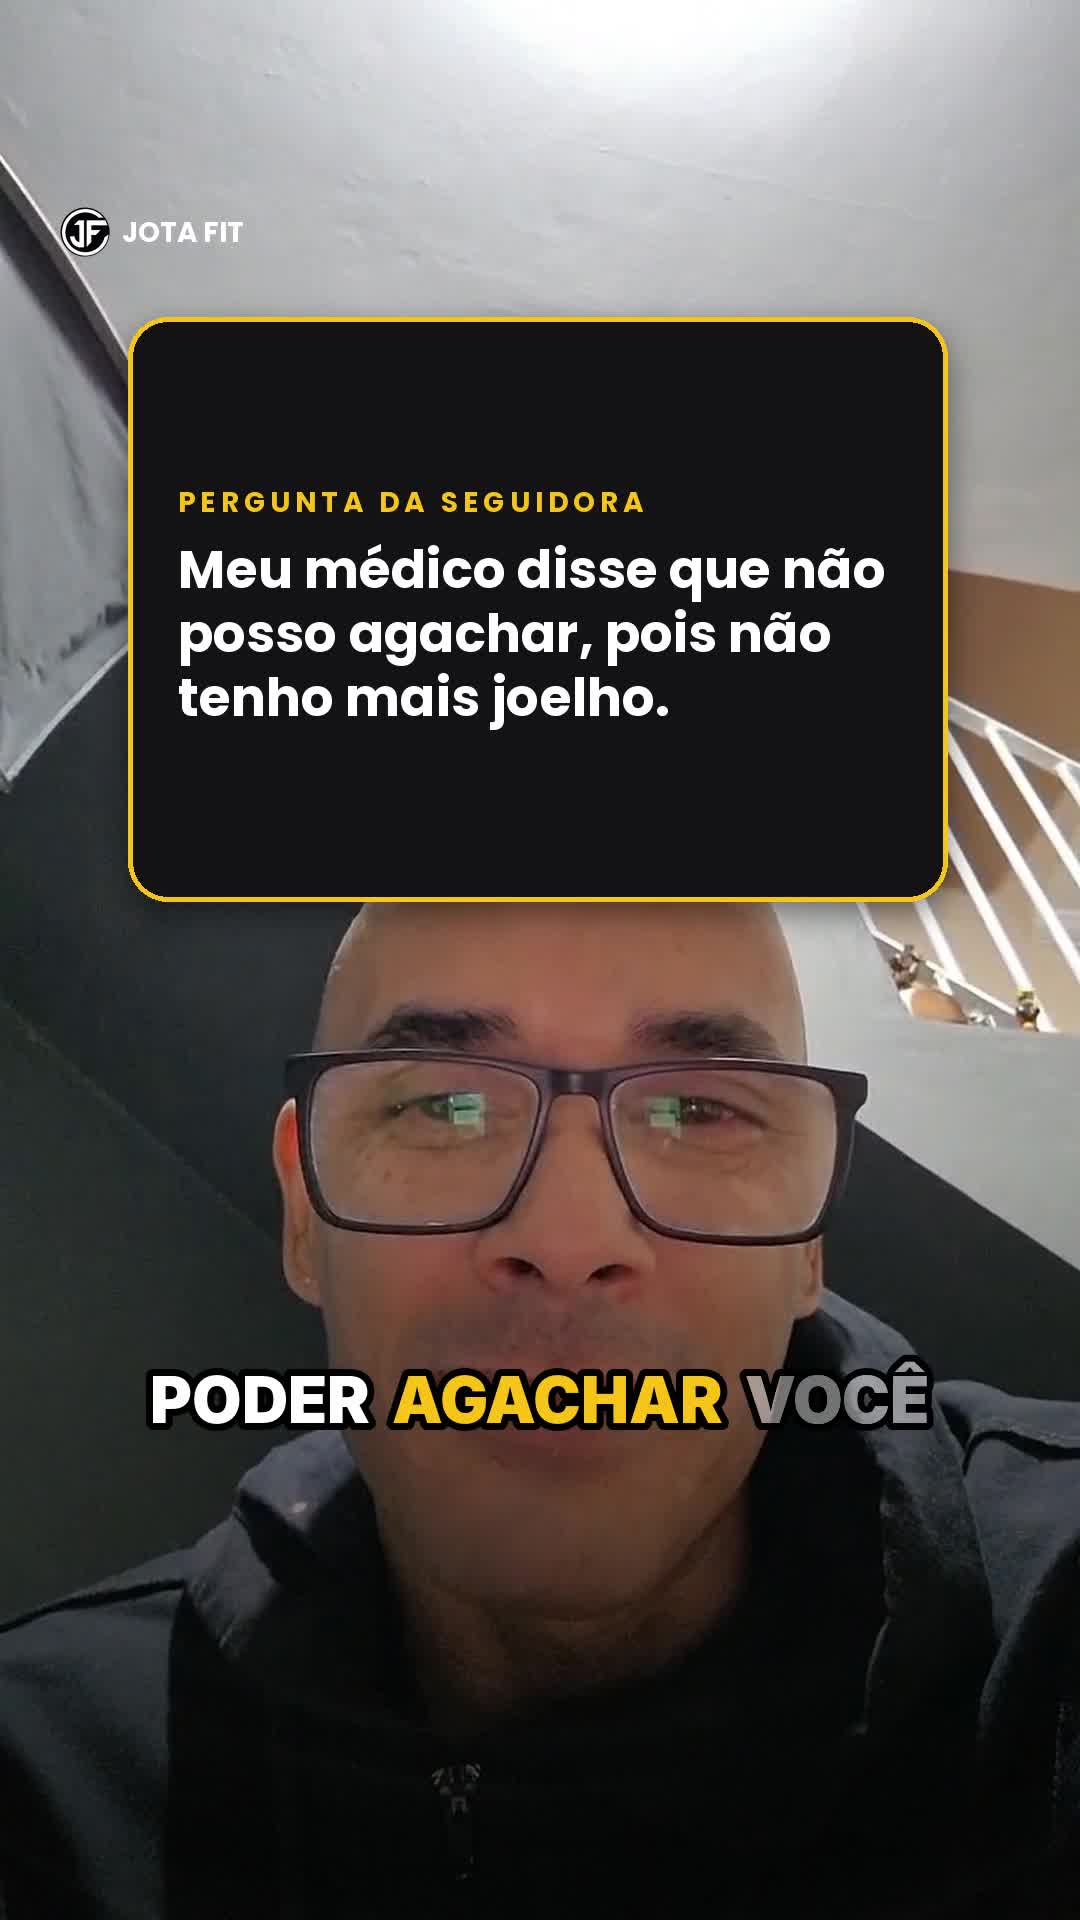 JF JOTA FIT
PERGUNTA DA SEGUIDORA
Meu médico disse que não
posso agachar, pois não
tenho mais joelho.
PODER AGACHAR VOCÊ